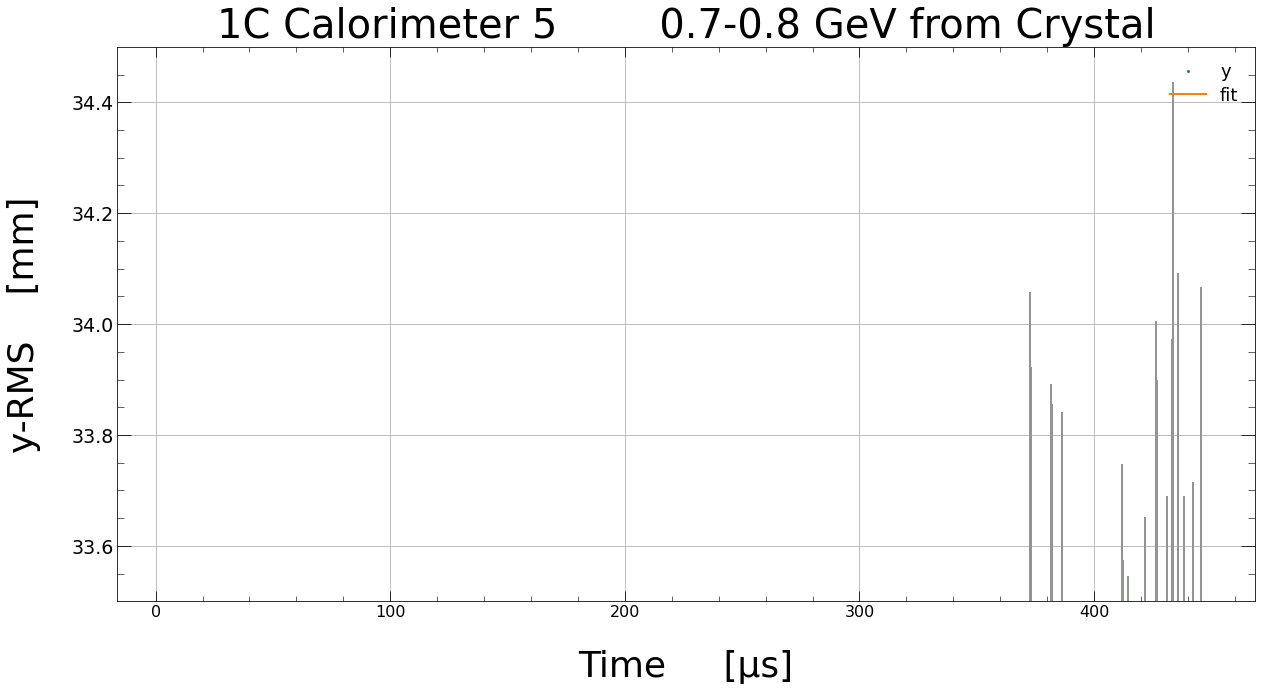 1C Calorimeter 5 0.7-0.8 GeV from Crystal
y
fit
y-RMS [mm]
34.4
34.2
34.0
33.8
33.6
0 100 200 300 400
Time [μs]